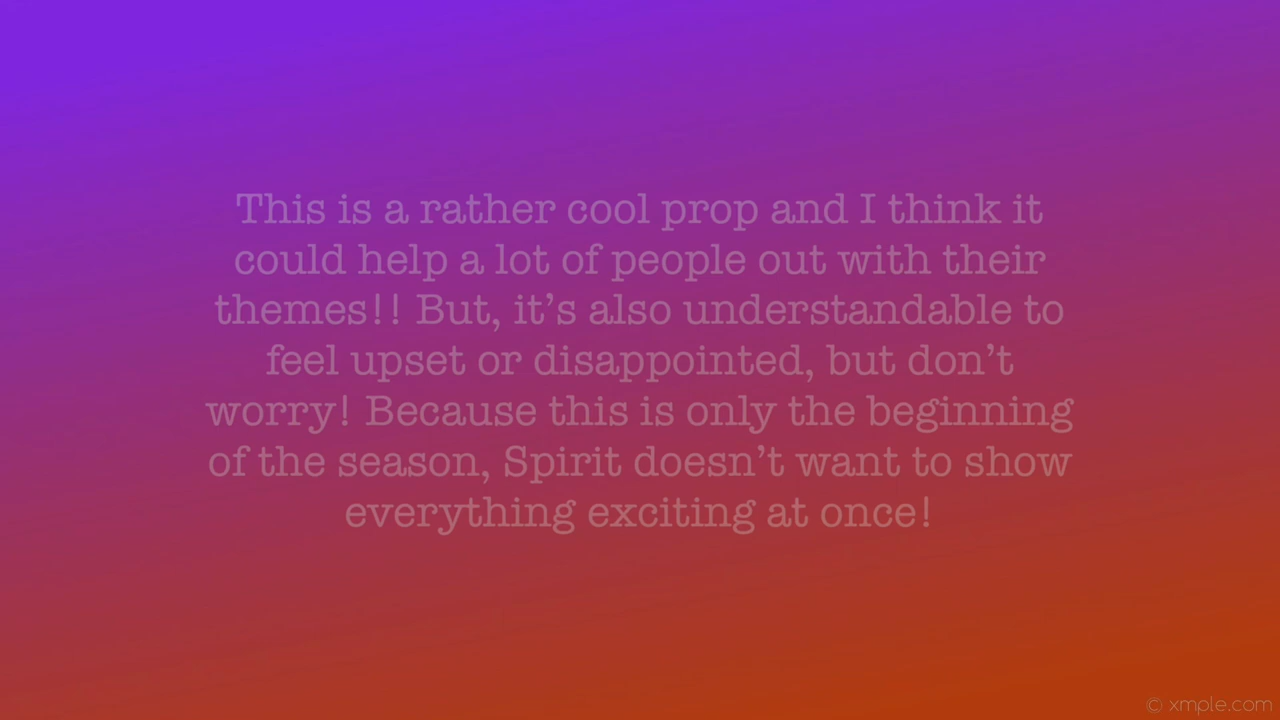 This is a rather cool prop and I think it
could help a lot of people out with their
themes!! But, it’s also understandable to
feel upset or disappointed, but don’t
worry! Because this is only the beginning
of the season, Spirit doesn’t want to show
everything exciting at once!
© xmple.com